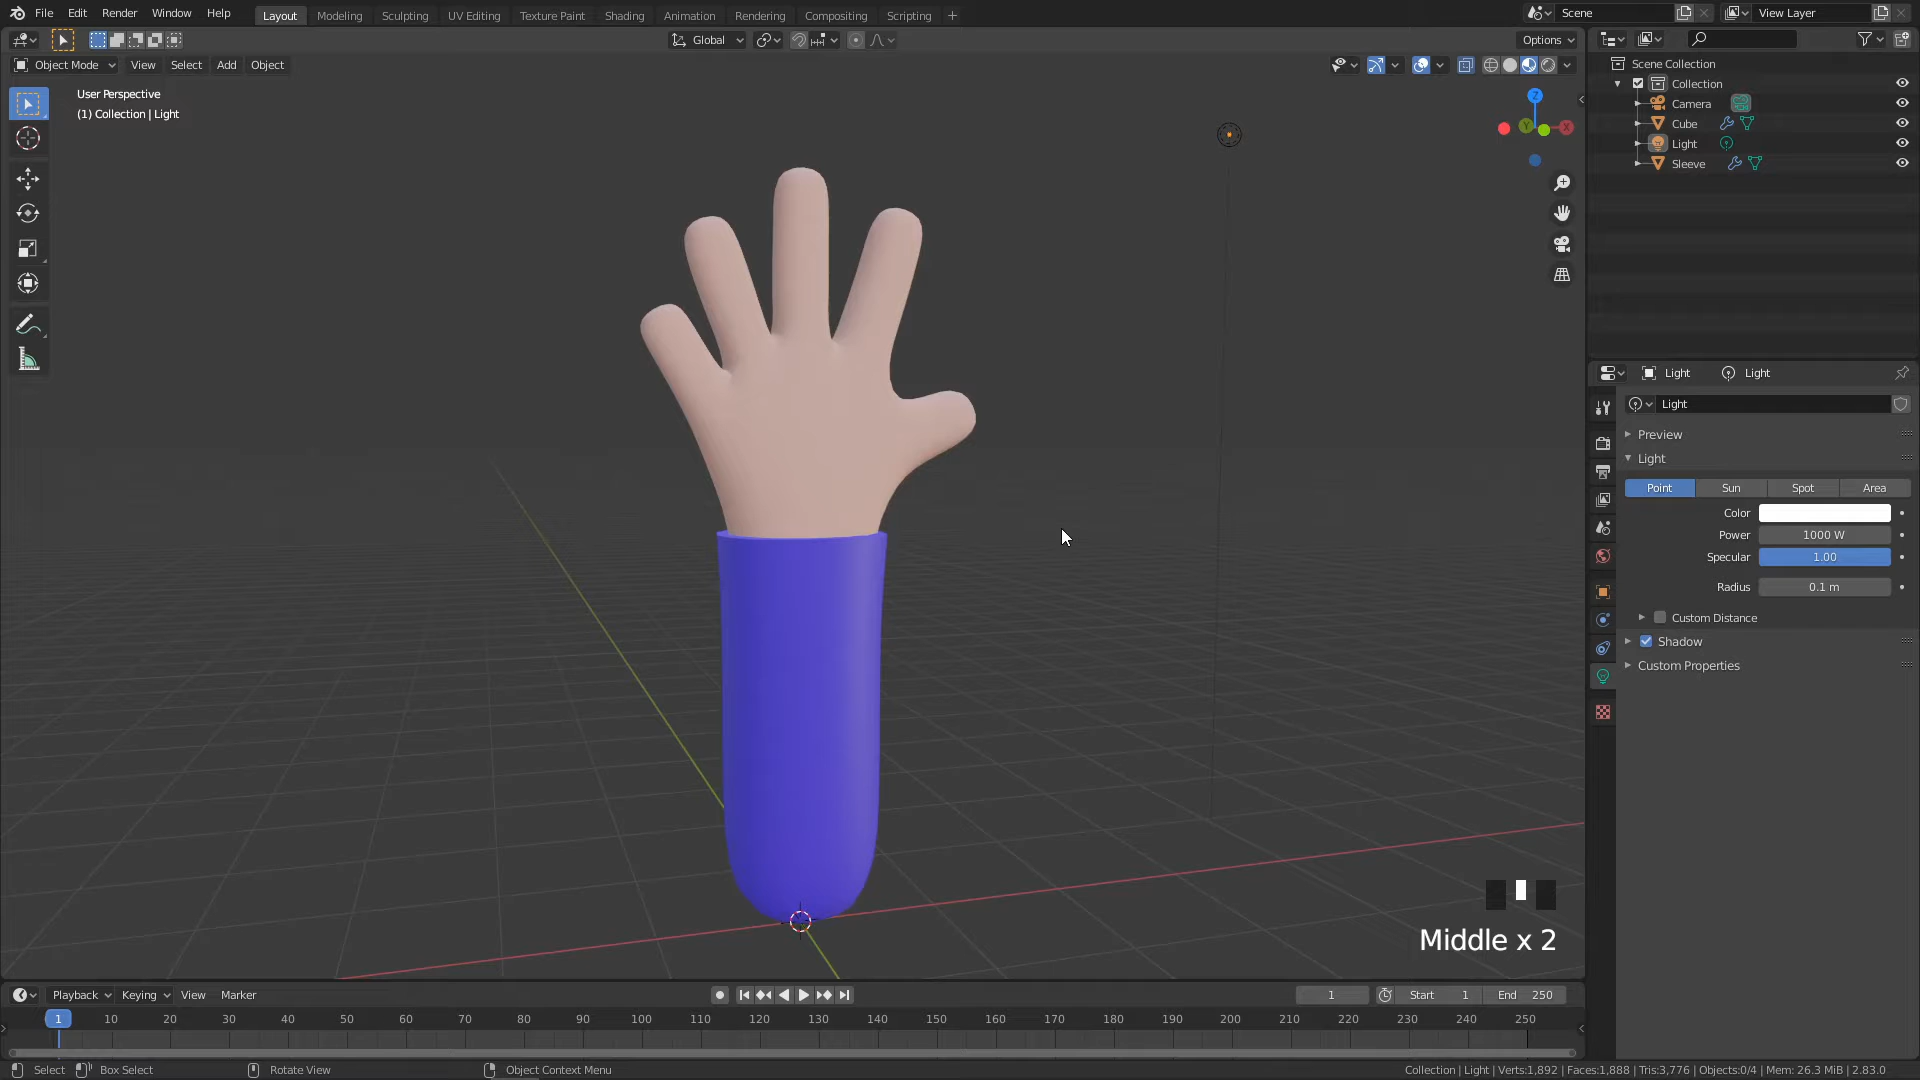 File Edit Render Window Help Layout Modeling Sculpting UV Editing Texture Paint Shading Animation Rendering Compositing Scripting + Scene View Layer
Global Options
Object Mode View Select Add Object
User Perspective
(1) Collection | Light
Z
Y
X
Scene Collection
Collection
Camera
Cube
Light
Sleeve
Light Light
Light
Preview
Light
Point Sun Spot Area
Color
Power 1000 W
Specular 1.00
Radius 0.1 m
Custom Distance
Shadow
Custom Properties
Middle x 2
Playback Keying View Marker 1 Start 1 End 250
1 10 20 30 40 50 60 70 80 90 100 110 120 130 140 150 160 170 180 190 200 210 220 230 240 250
Select Box Select Rotate View Object Context Menu Collection | Light | Verts:1,892 | Faces:1,888 | Tris:3,776 | Objects:0/4 | Mem: 26.3 MiB | 2.83.0